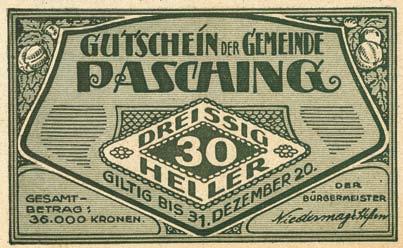 GUTSCHEIN DER GEMEINDE
PASCHING
DREISSIG
30
HELLER
GILTIG BIS 31. DEZEMBER 20.
GESAMT-
BETRAG:
36.000 KRONEN.
DER
BÜRGERMEISTER